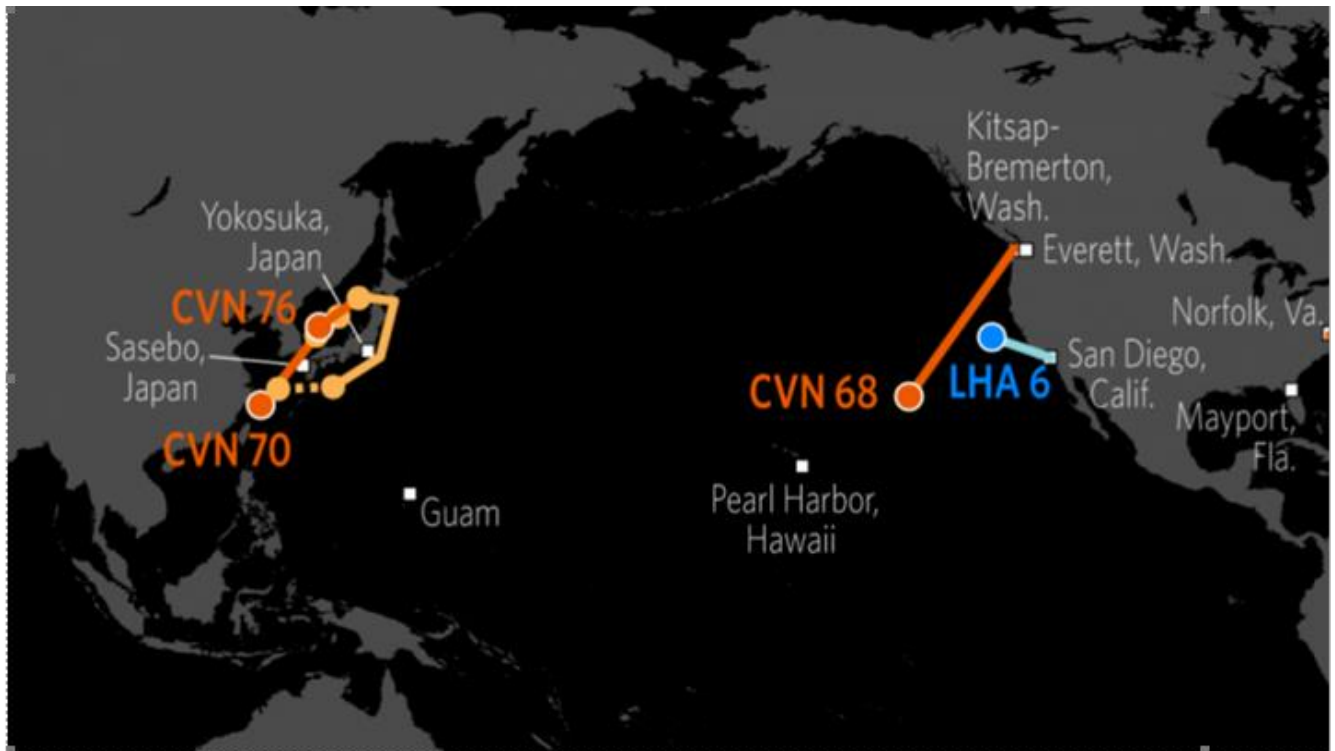 Kitsap-
Bremerton,
Wash.
Everett, Wash.
Yokosuka,
Japan
CVN 76
Sasebo,
Japan
CVN 70
Norfolk, Va.
San Diego,
Calif.
LHA 6
CVN 68
Mayport,
Fla.
Guam
Pearl Harbor,
Hawaii